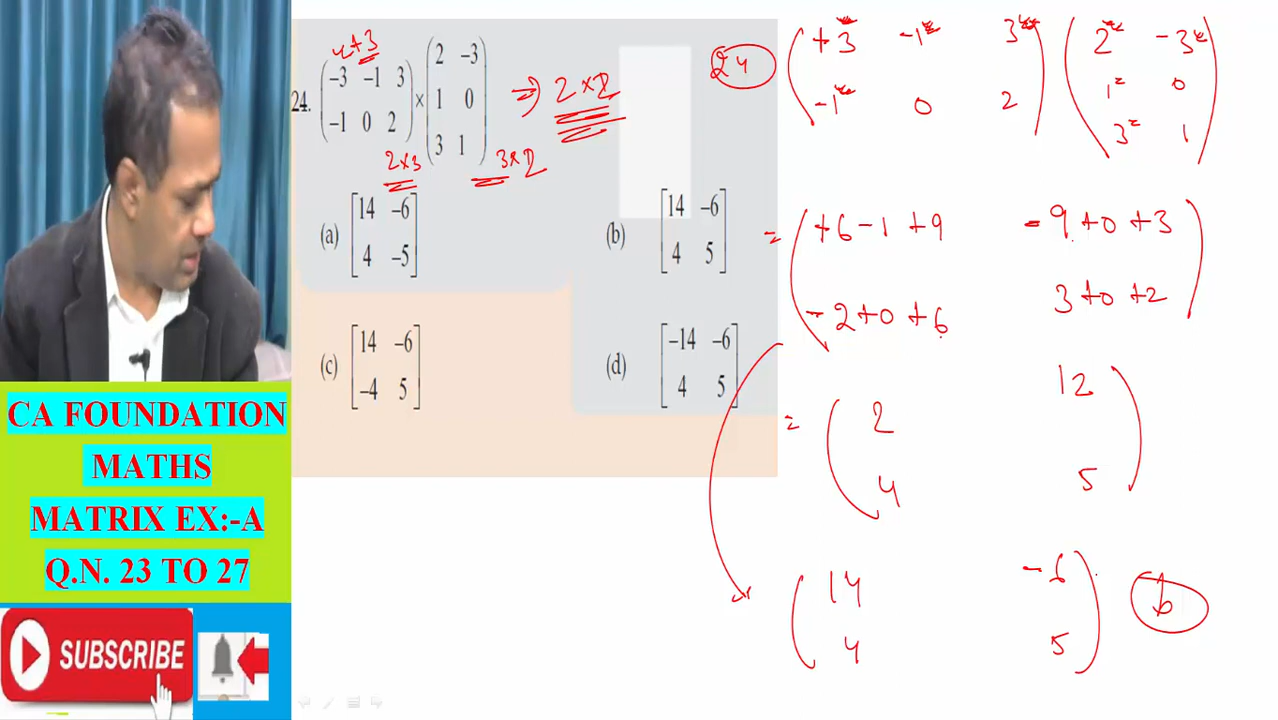 24. (-3 -1 3
-1 0 2) × (2 -3
1 0
3 1)
+3
2×3
3×2
⇒ 2×2
(a) [14 -6
4 -5]
(b) [14 -6
4 5]
(c) [14 -6
-4 5]
(d) [-14 -6
4 5]
24
(+3 -1 3
-1 0 2) (2 -3
1 0
3 1)
= (+6-1+9 -9+0+3
-2+0+6 3+0+2)
= (2 12
4 5)
(14 -6
4 5) b
CA FOUNDATION
MATHS
MATRIX EX:-A
Q.N. 23 TO 27
SUBSCRIBE